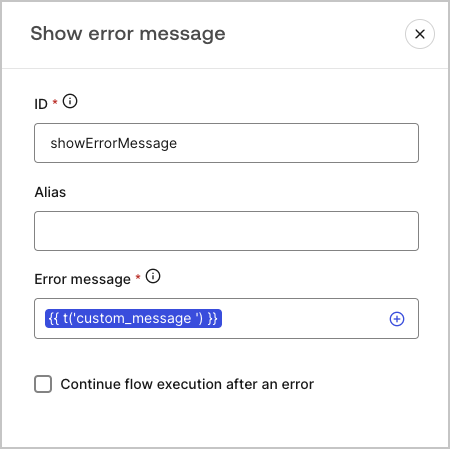 Show error message
ID *
showErrorMessage
Alias
Error message *
{{ t('custom_message ') }}
Continue flow execution after an error